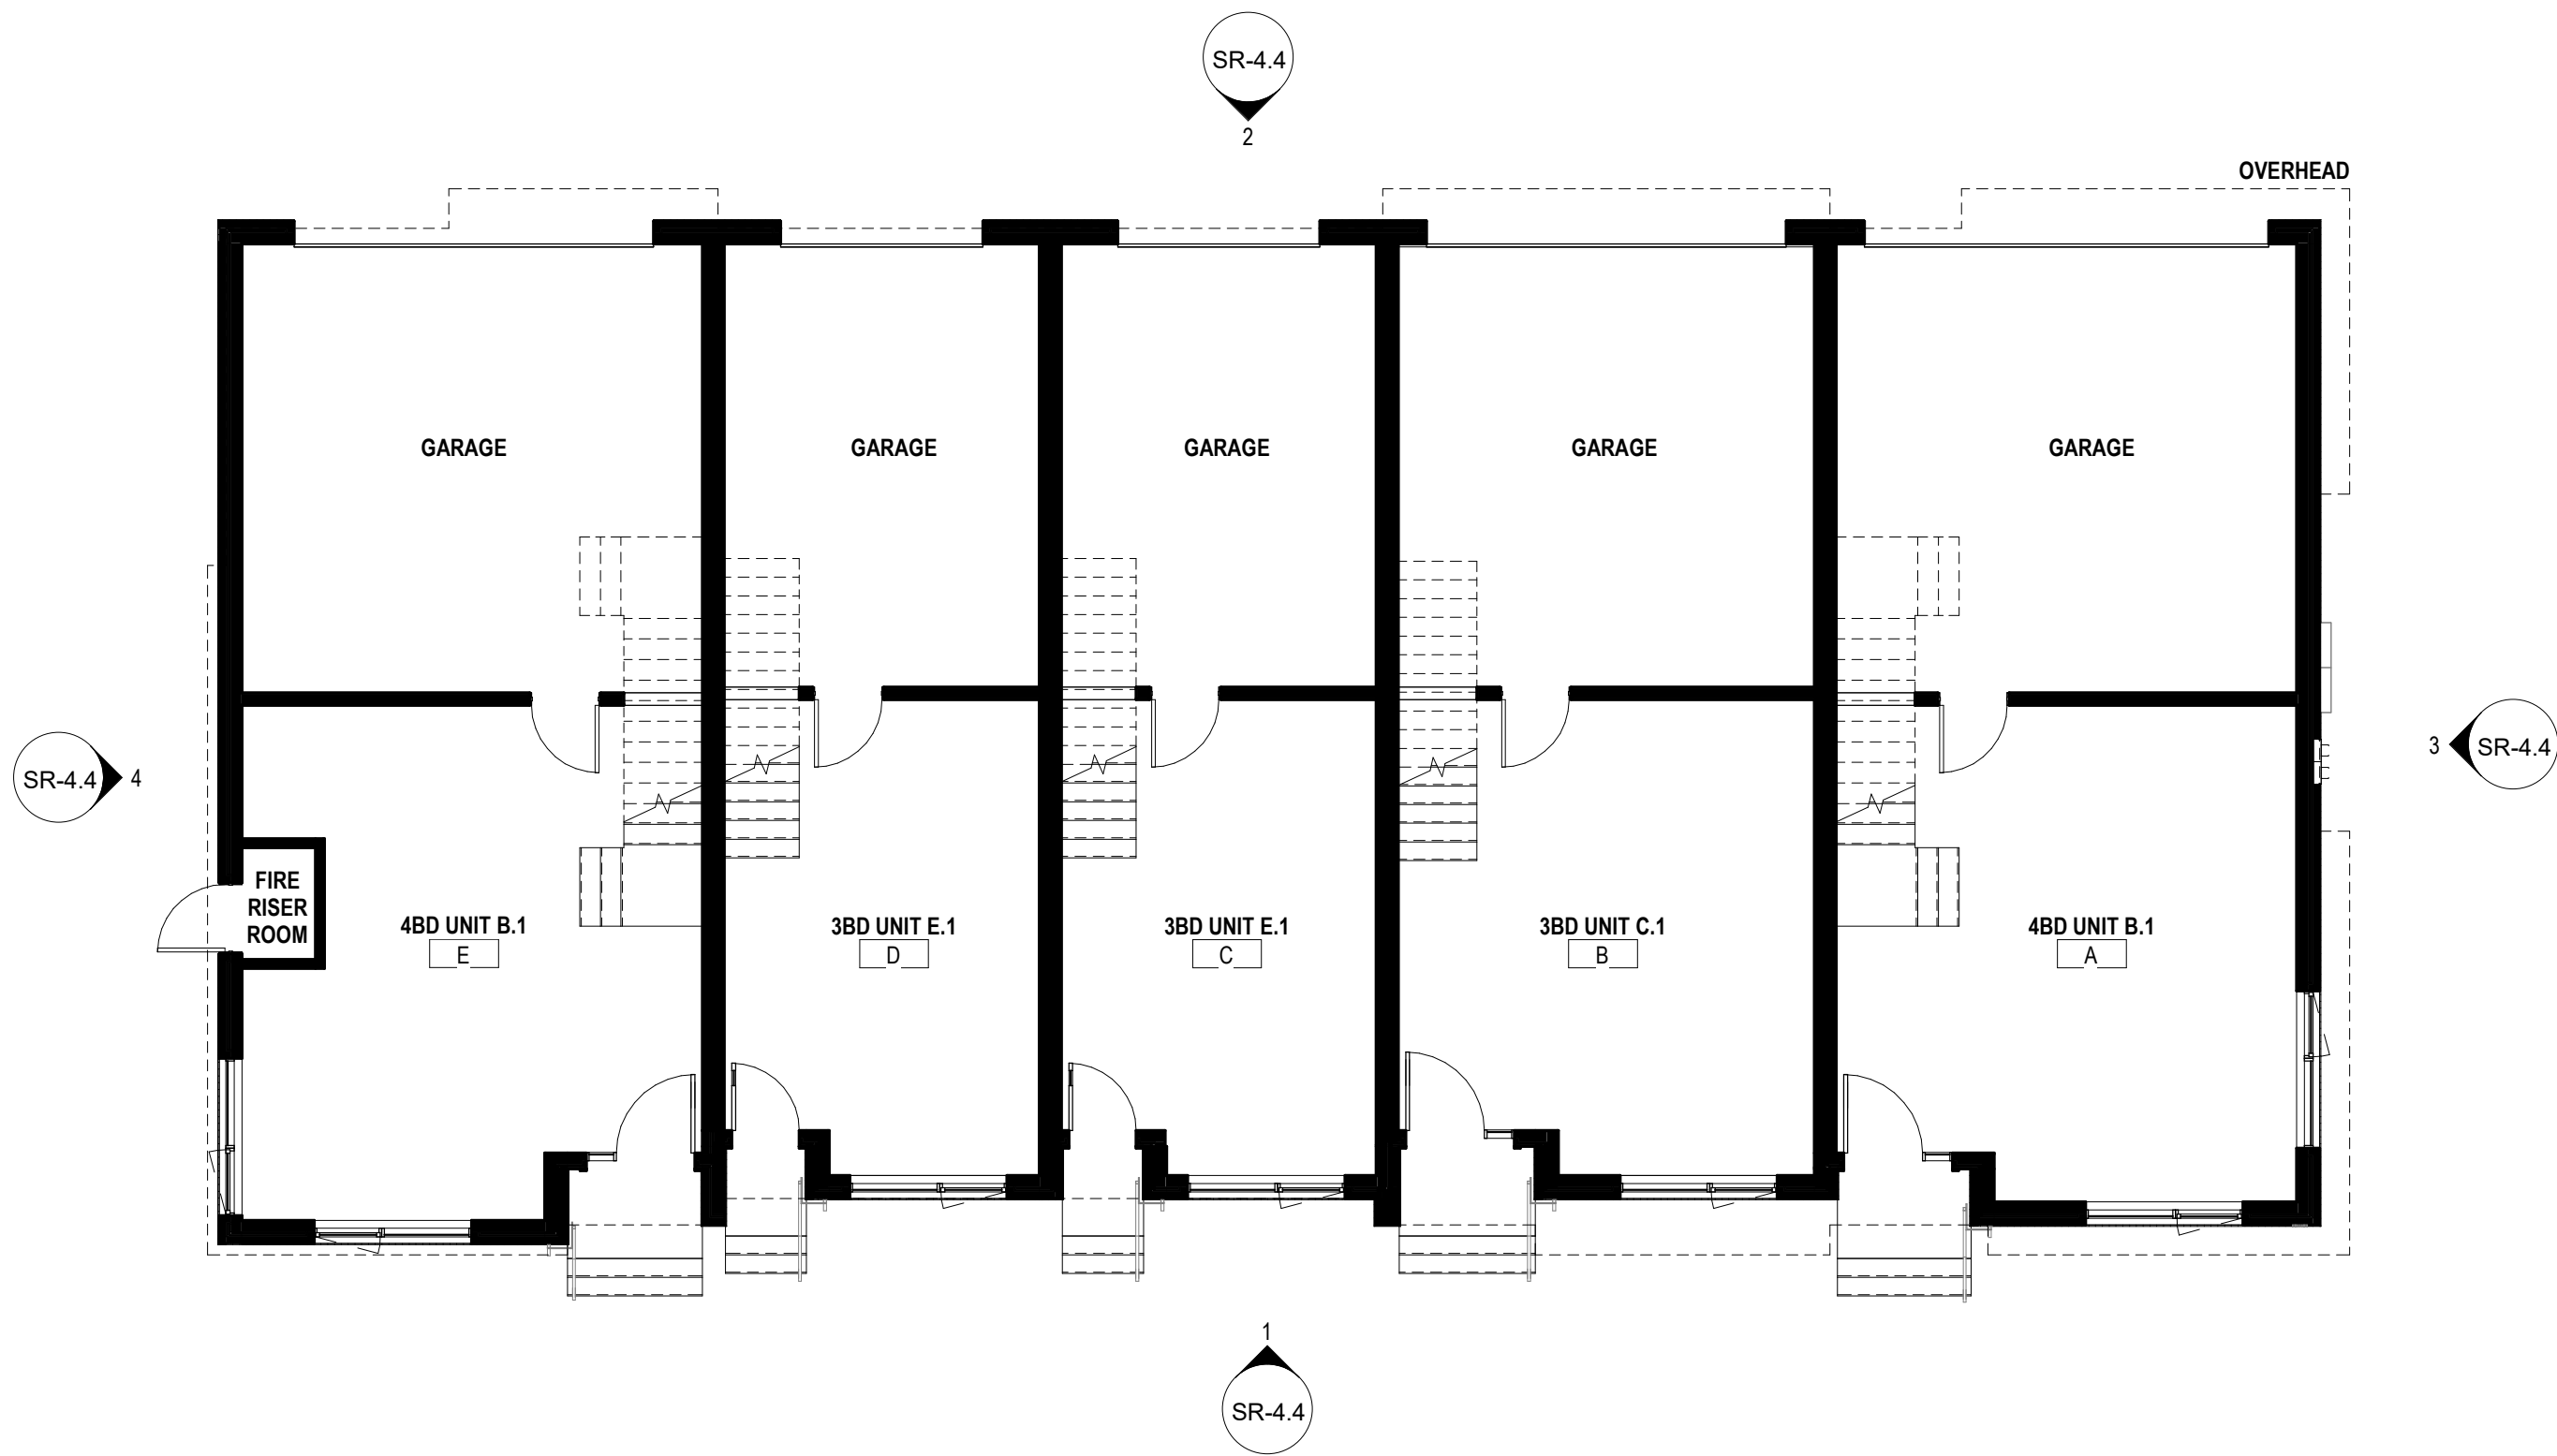 SR-4.4
2
OVERHEAD
GARAGE
GARAGE
GARAGE
GARAGE
GARAGE
SR-4.4
4
3
SR-4.4
FIRE
RISER
ROOM
4BD UNIT B.1
E
3BD UNIT E.1
D
3BD UNIT E.1
C
3BD UNIT C.1
B
4BD UNIT B.1
A
1
SR-4.4